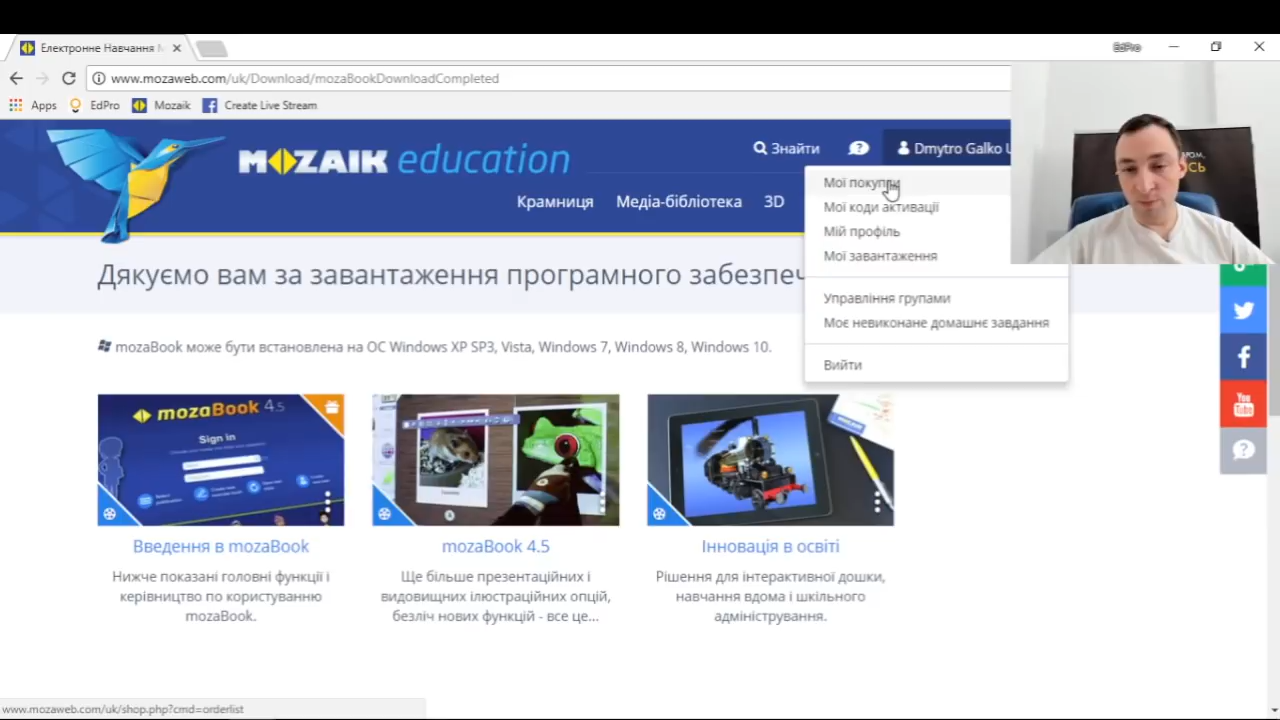 Електронне Навчання М
EdPro
www.mozaweb.com/uk/Download/mozaBookDownloadCompleted
Apps
EdPro
Mozaik
Create Live Stream
MOZAIK education
Знайти
Dmytro Galko U
Крамниця
Медіа-бібліотека
3D
Мої покупки
Мої коди активації
Мій профіль
Мої завантаження
Управління групами
Моє невиконане домашнє завдання
Вийти
Дякуємо вам за завантаження програмного забезпеч
mozaBook може бути встановлена на ОС Windows XP SP3, Vista, Windows 7, Windows 8, Windows 10.
mozaBook 4.5
Sign in
You Tube
Введення в mozaBook
Нижче показані головні функції і
керівництво по користуванню
mozaBook.
mozaBook 4.5
Ще більше презентаційних і
видовищних ілюстраційних опцій,
безліч нових функцій - все це...
Інновація в освіті
Рішення для інтерактивної дошки,
навчання вдома і шкільного
адміністрування.
www.mozaweb.com/uk/shop.php?cmd=orderlist